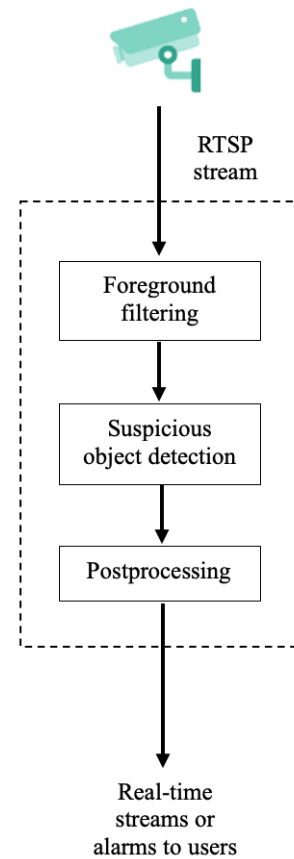 RTSP
stream
Foreground
filtering
Suspicious
object detection
Postprocessing
Real-time
streams or
alarms to users